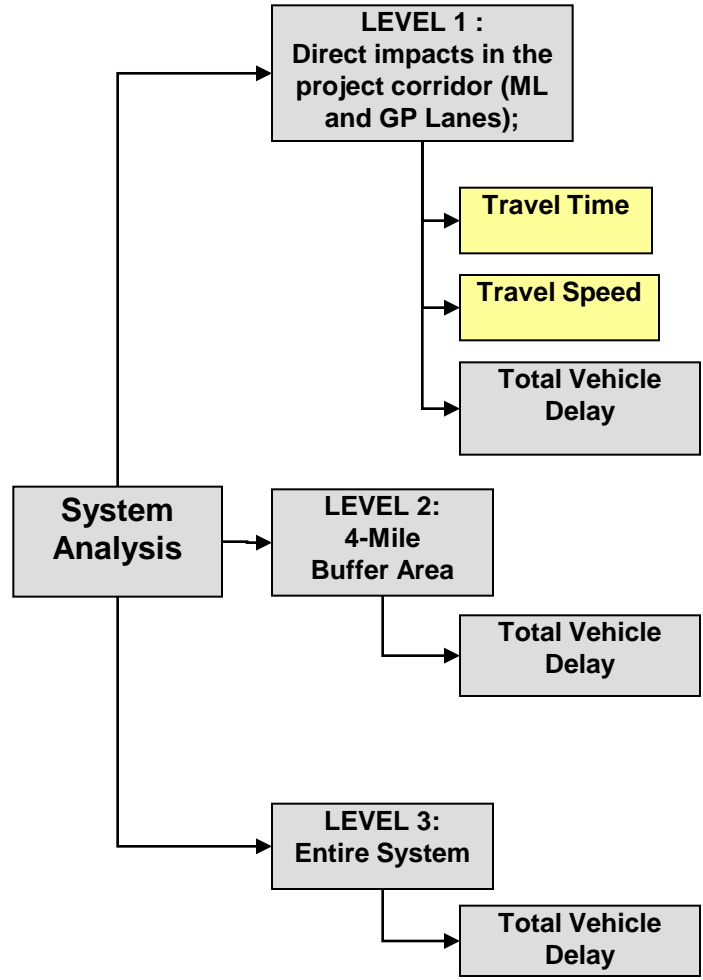 LEVEL 1 :
Direct impacts in the
project corridor (ML
and GP Lanes);
Travel Time
Travel Speed
Total Vehicle
Delay
System
Analysis
LEVEL 2:
4-Mile
Buffer Area
Total Vehicle
Delay
LEVEL 3:
Entire System
Total Vehicle
Delay